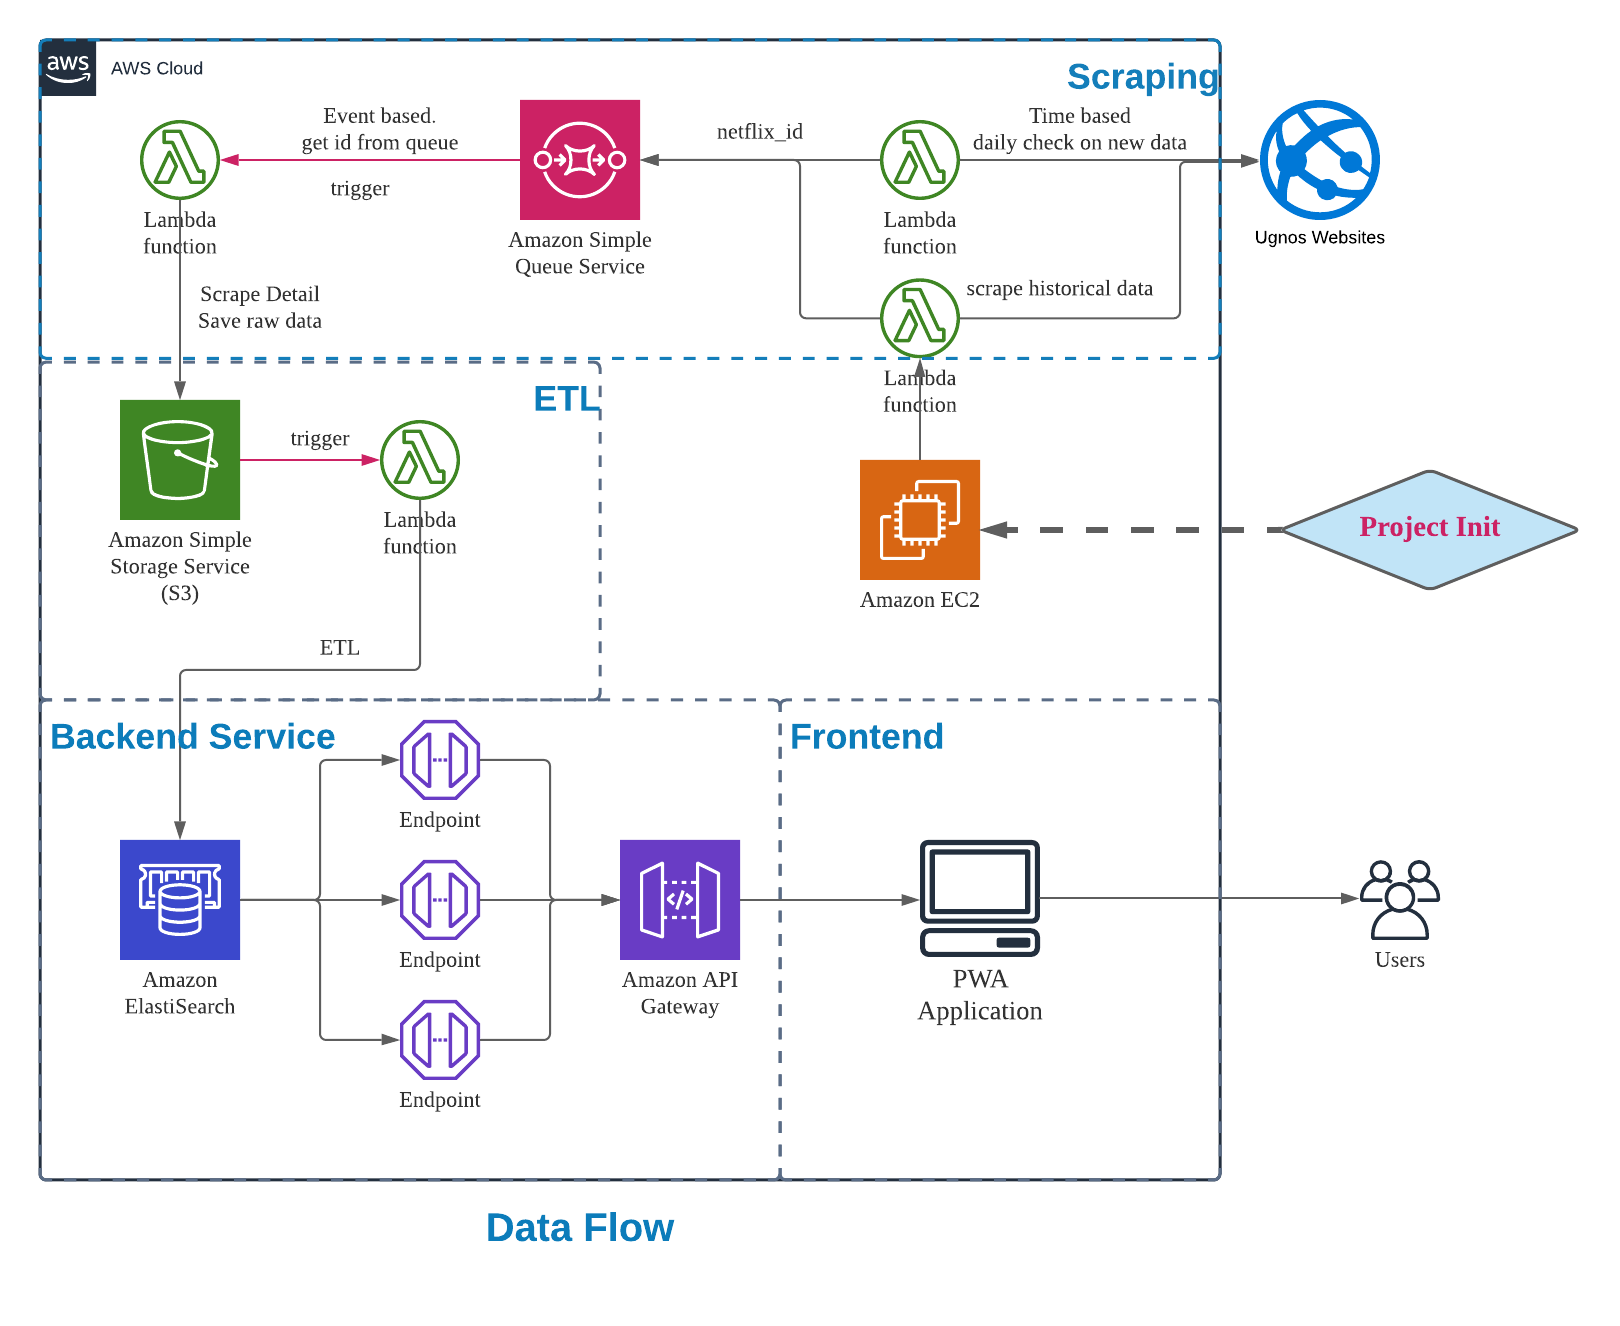 aws
AWS Cloud
Scraping
Event based.
get id from queue
trigger
netflix_id
Time based
daily check on new data
Lambda
function
Amazon Simple
Queue Service
Lambda
function
Ugnos Websites
Scrape Detail
Save raw data
scrape historical data
Lambda
function
ETL
trigger
Lambda
function
Amazon Simple
Storage Service
(S3)
Project Init
Amazon EC2
ETL
Backend Service
Frontend
Endpoint
Endpoint
Endpoint
Amazon
ElastiSearch
Amazon API
Gateway
PWA
Application
Users
Data Flow